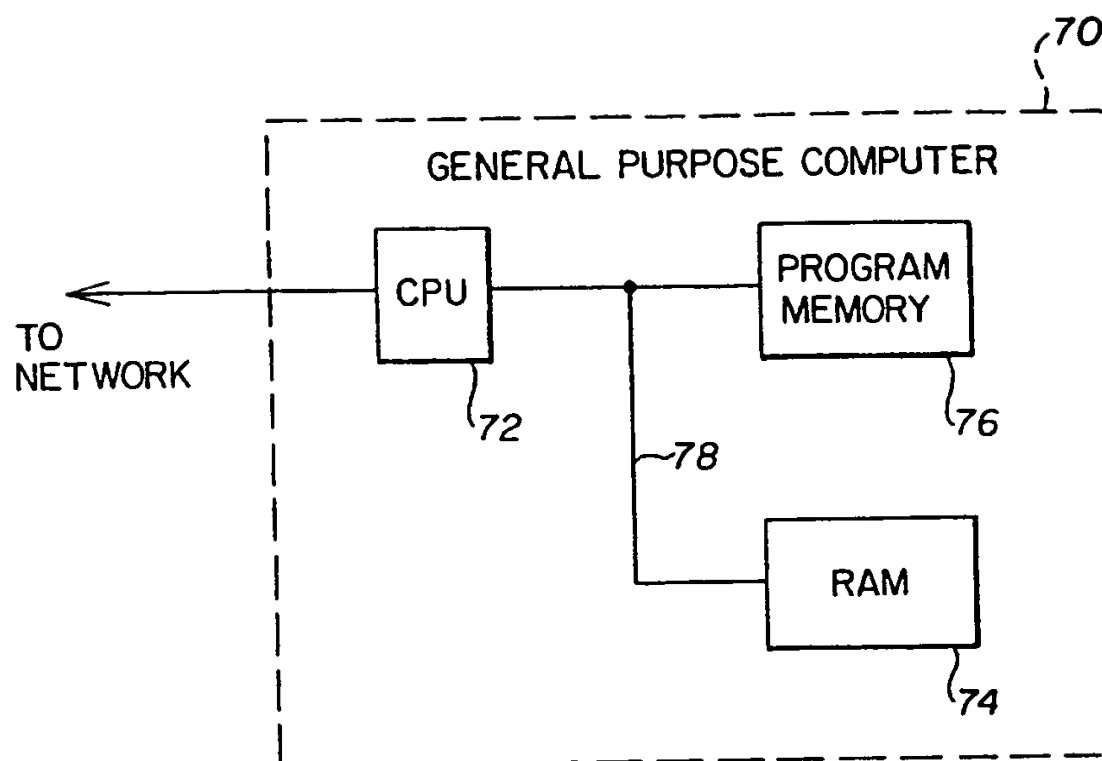 70
GENERAL PURPOSE COMPUTER
CPU
PROGRAM
MEMORY
TO
NETWORK
72
76
78
RAM
74